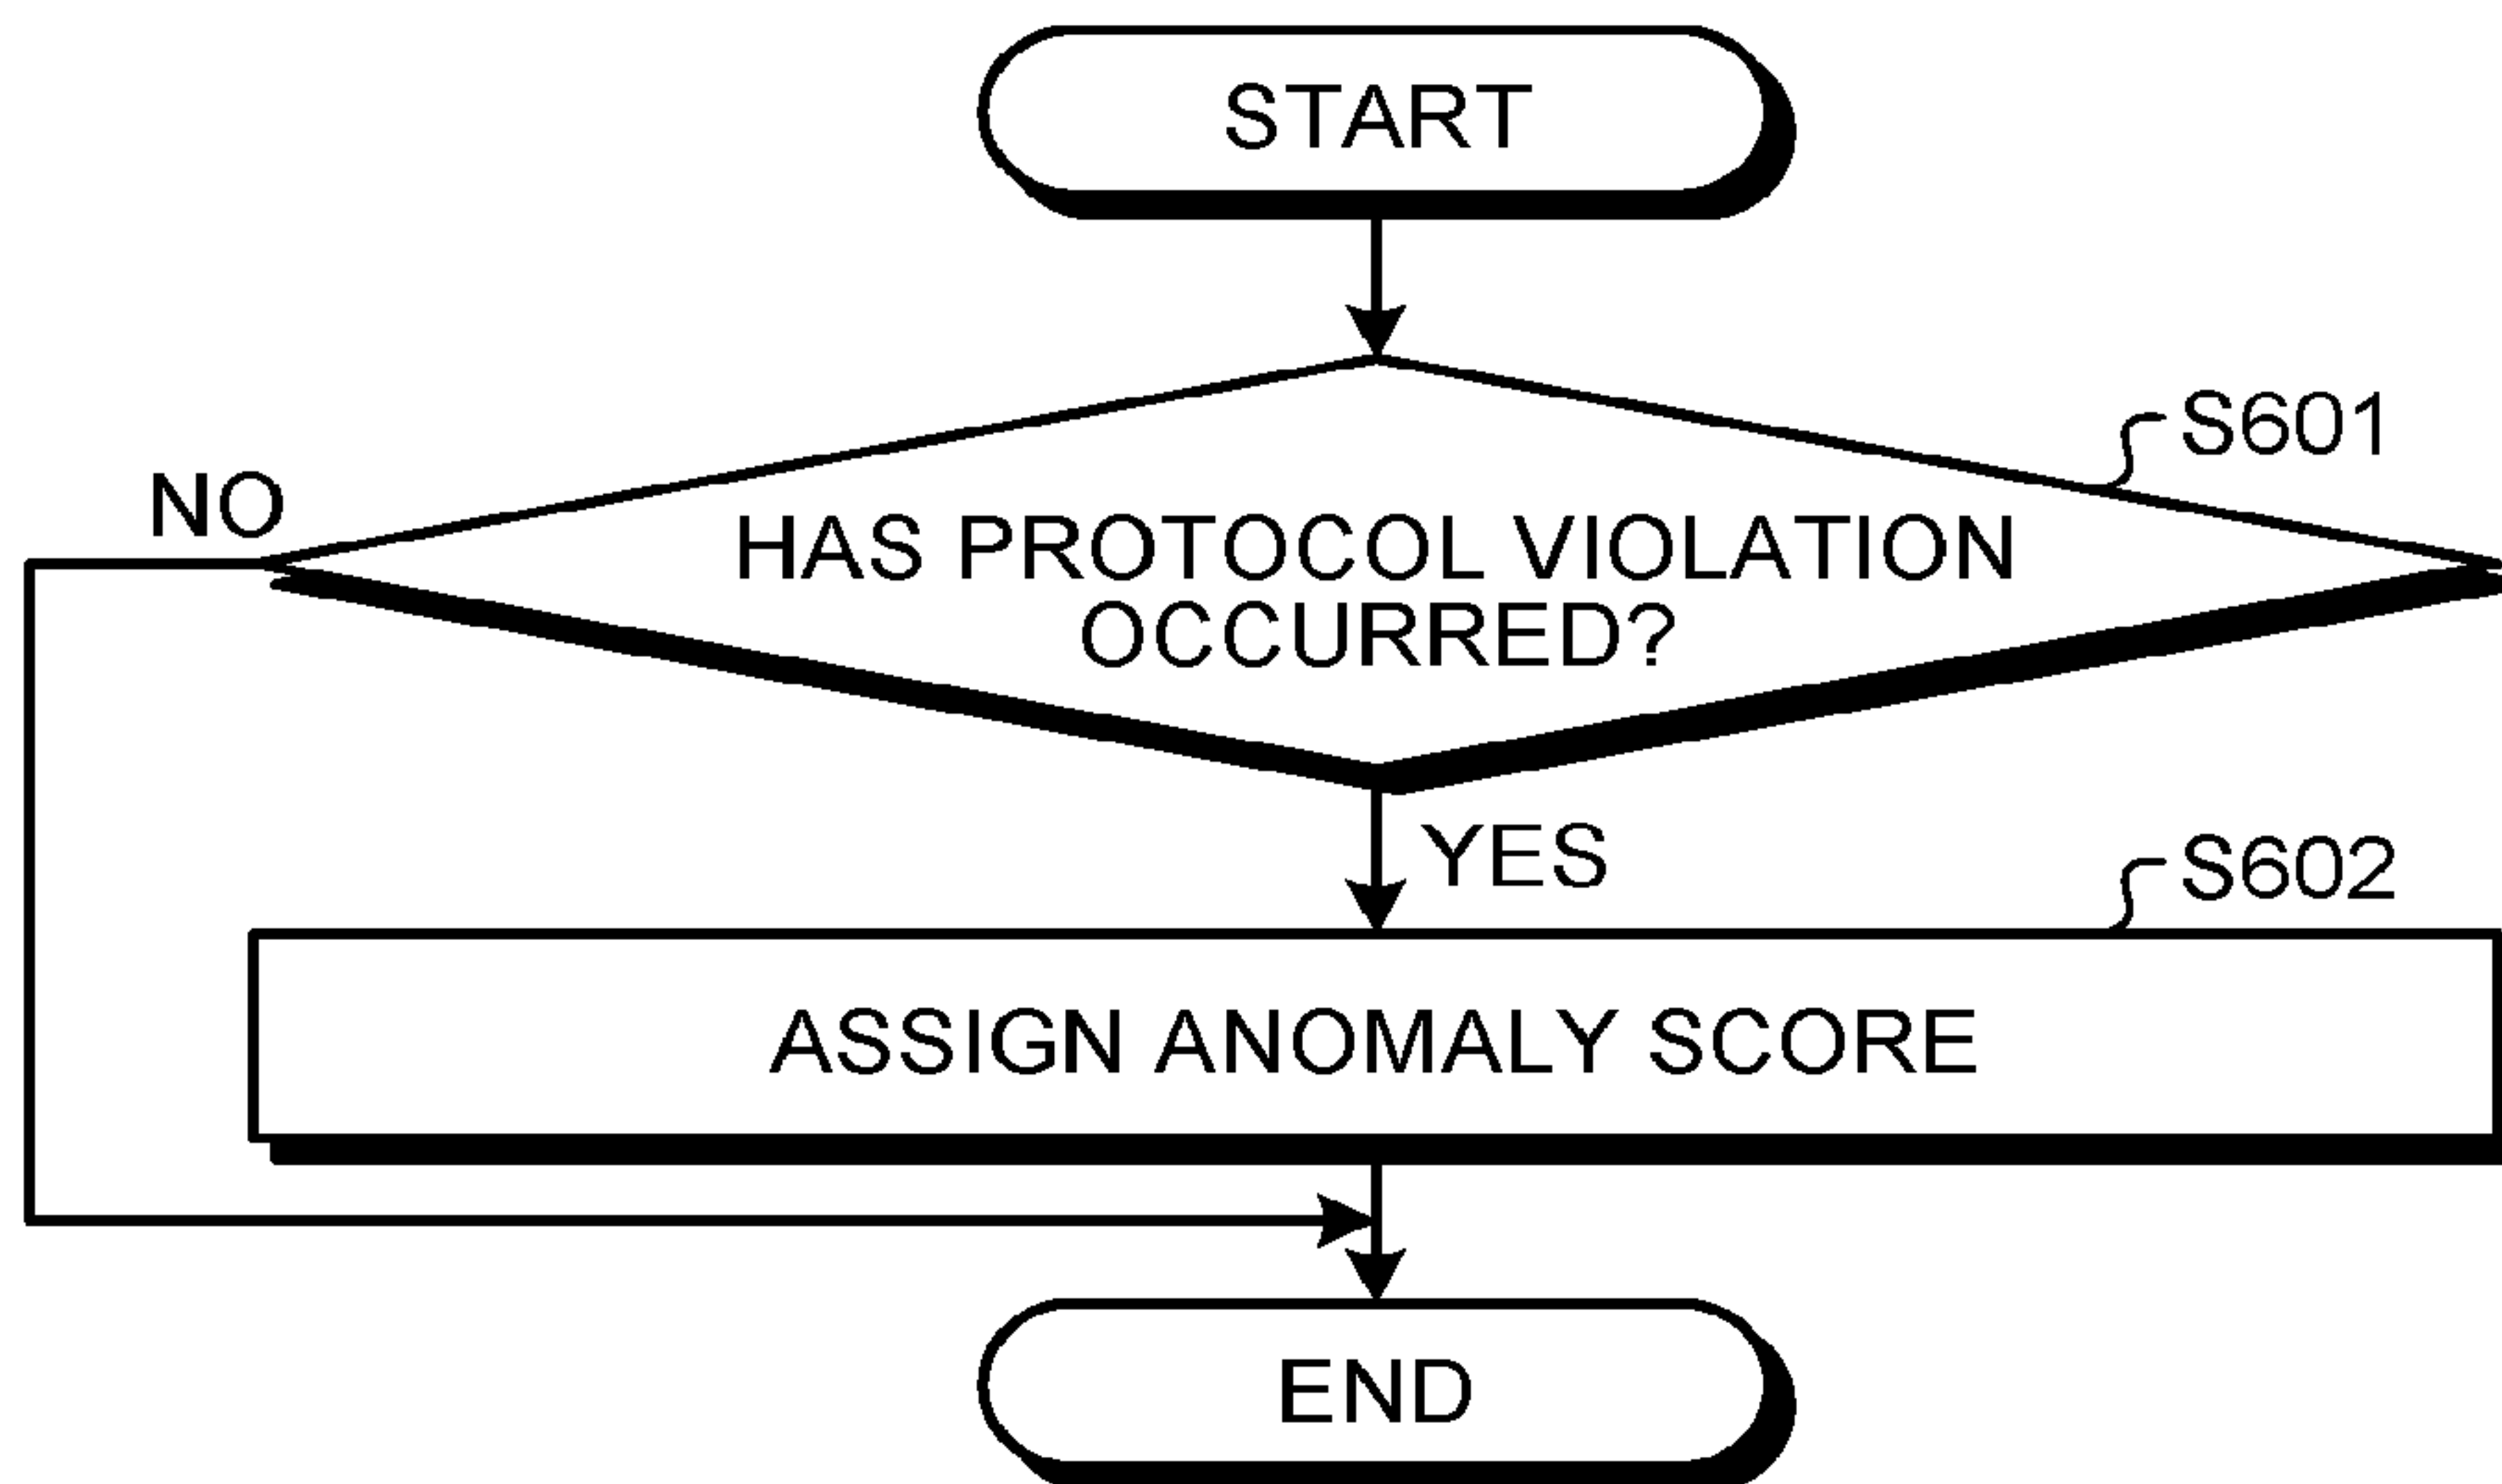 START
S601
NO
HAS PROTOCOL VIOLATION
OCCURRED?
YES
S602
ASSIGN ANOMALY SCORE
END